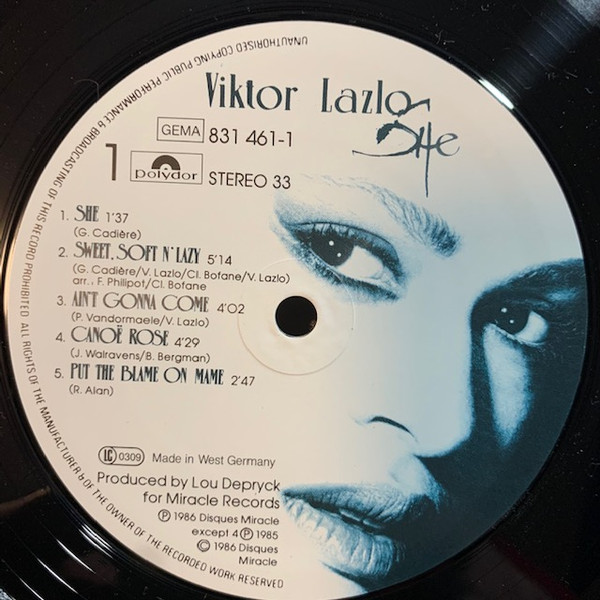 Viktor Lazlo
She
GEMA 831 461-1
1 polydor STEREO 33
1. SHE 1'37
(G. Cadière)
2. SWEET, SOFT N' LAZY 5'14
(G. Cadière/V. Lazlo/Cl. Bofane/V. Lazlo)
arr.: F. Philipot/Cl. Bofane
3. AIN'T GONNA COME 4'02
(P. Vandormaele/V. Lazlo)
4. CANOË ROSE 4'29
(J. Walravens/B. Bergman)
5. PUT THE BLAME ON MAME 2'47
(R. Alan)
LC 0309 Made in West Germany
Produced by Lou Depryck
for Miracle Records
℗ 1986 Disques Miracle
except 4 ℗ 1985
© 1986 Disques
Miracle
ALL RIGHTS OF THE MANUFACTURER & OF THE OWNER OF THE RECORDED WORK RESERVED
UNAUTHORISED COPYING PUBLIC PERFORMANCE & BROADCASTING OF THIS RECORD PROHIBITED